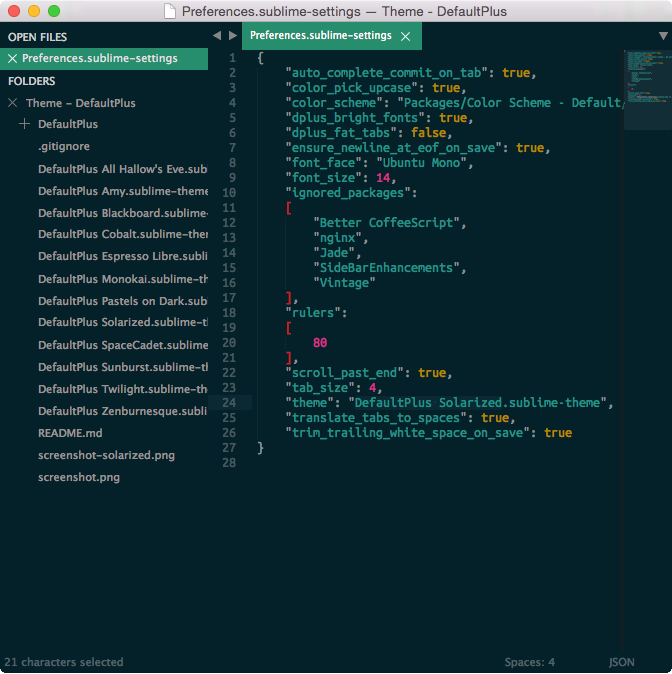 Preferences.sublime-settings — Theme - DefaultPlus
OPEN FILES
Preferences.sublime-settings
FOLDERS
Theme – DefaultPlus
DefaultPlus
.gitignore
DefaultPlus All Hallow's Eve.sub
DefaultPlus Amy.sublime-theme
DefaultPlus Blackboard.sublime-
DefaultPlus Cobalt.sublime-then
DefaultPlus Espresso Libre.subli
DefaultPlus Monokai.sublime-th
DefaultPlus Pastels on Dark.sub
DefaultPlus Solarized.sublime-th
DefaultPlus SpaceCadet.sublime
DefaultPlus Sunburst.sublime-th
DefaultPlus Twilight.sublime-the
DefaultPlus Zenburnesque.subli
README.md
screenshot-solarized.png
screenshot.png
Preferences.sublime-settings
1 {
2 "auto_complete_commit_on_tab": true,
3 "color_pick_upcase": true,
4 "color_scheme": "Packages/Color Scheme - Default/
5 "dplus_bright_fonts": true,
6 "dplus_fat_tabs": false,
7 "ensure_newline_at_eof_on_save": true,
8 "font_face": "Ubuntu Mono",
9 "font_size": 14,
10 "ignored_packages":
11 [
12 "Better CoffeeScript",
13 "nginx",
14 "Jade",
15 "SideBarEnhancements",
16 "Vintage"
17 ],
18 "rulers":
19 [
20 80
21 ],
22 "scroll_past_end": true,
23 "tab_size": 4,
24 "theme": "DefaultPlus Solarized.sublime-theme",
25 "translate_tabs_to_spaces": true,
26 "trim_trailing_white_space_on_save": true
27 }
28
21 characters selected
Spaces: 4
JSON